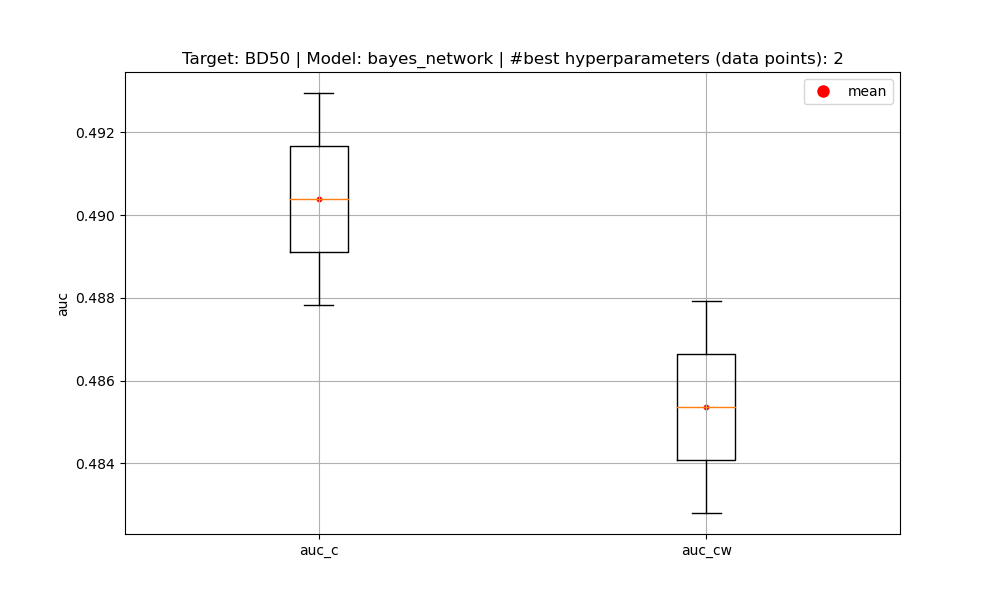 Target: BD50 | Model: bayes_network | #best hyperparameters (data points): 2
mean
0.492
0.490
0.488
0.486
0.484
auc
auc_c
auc_cw